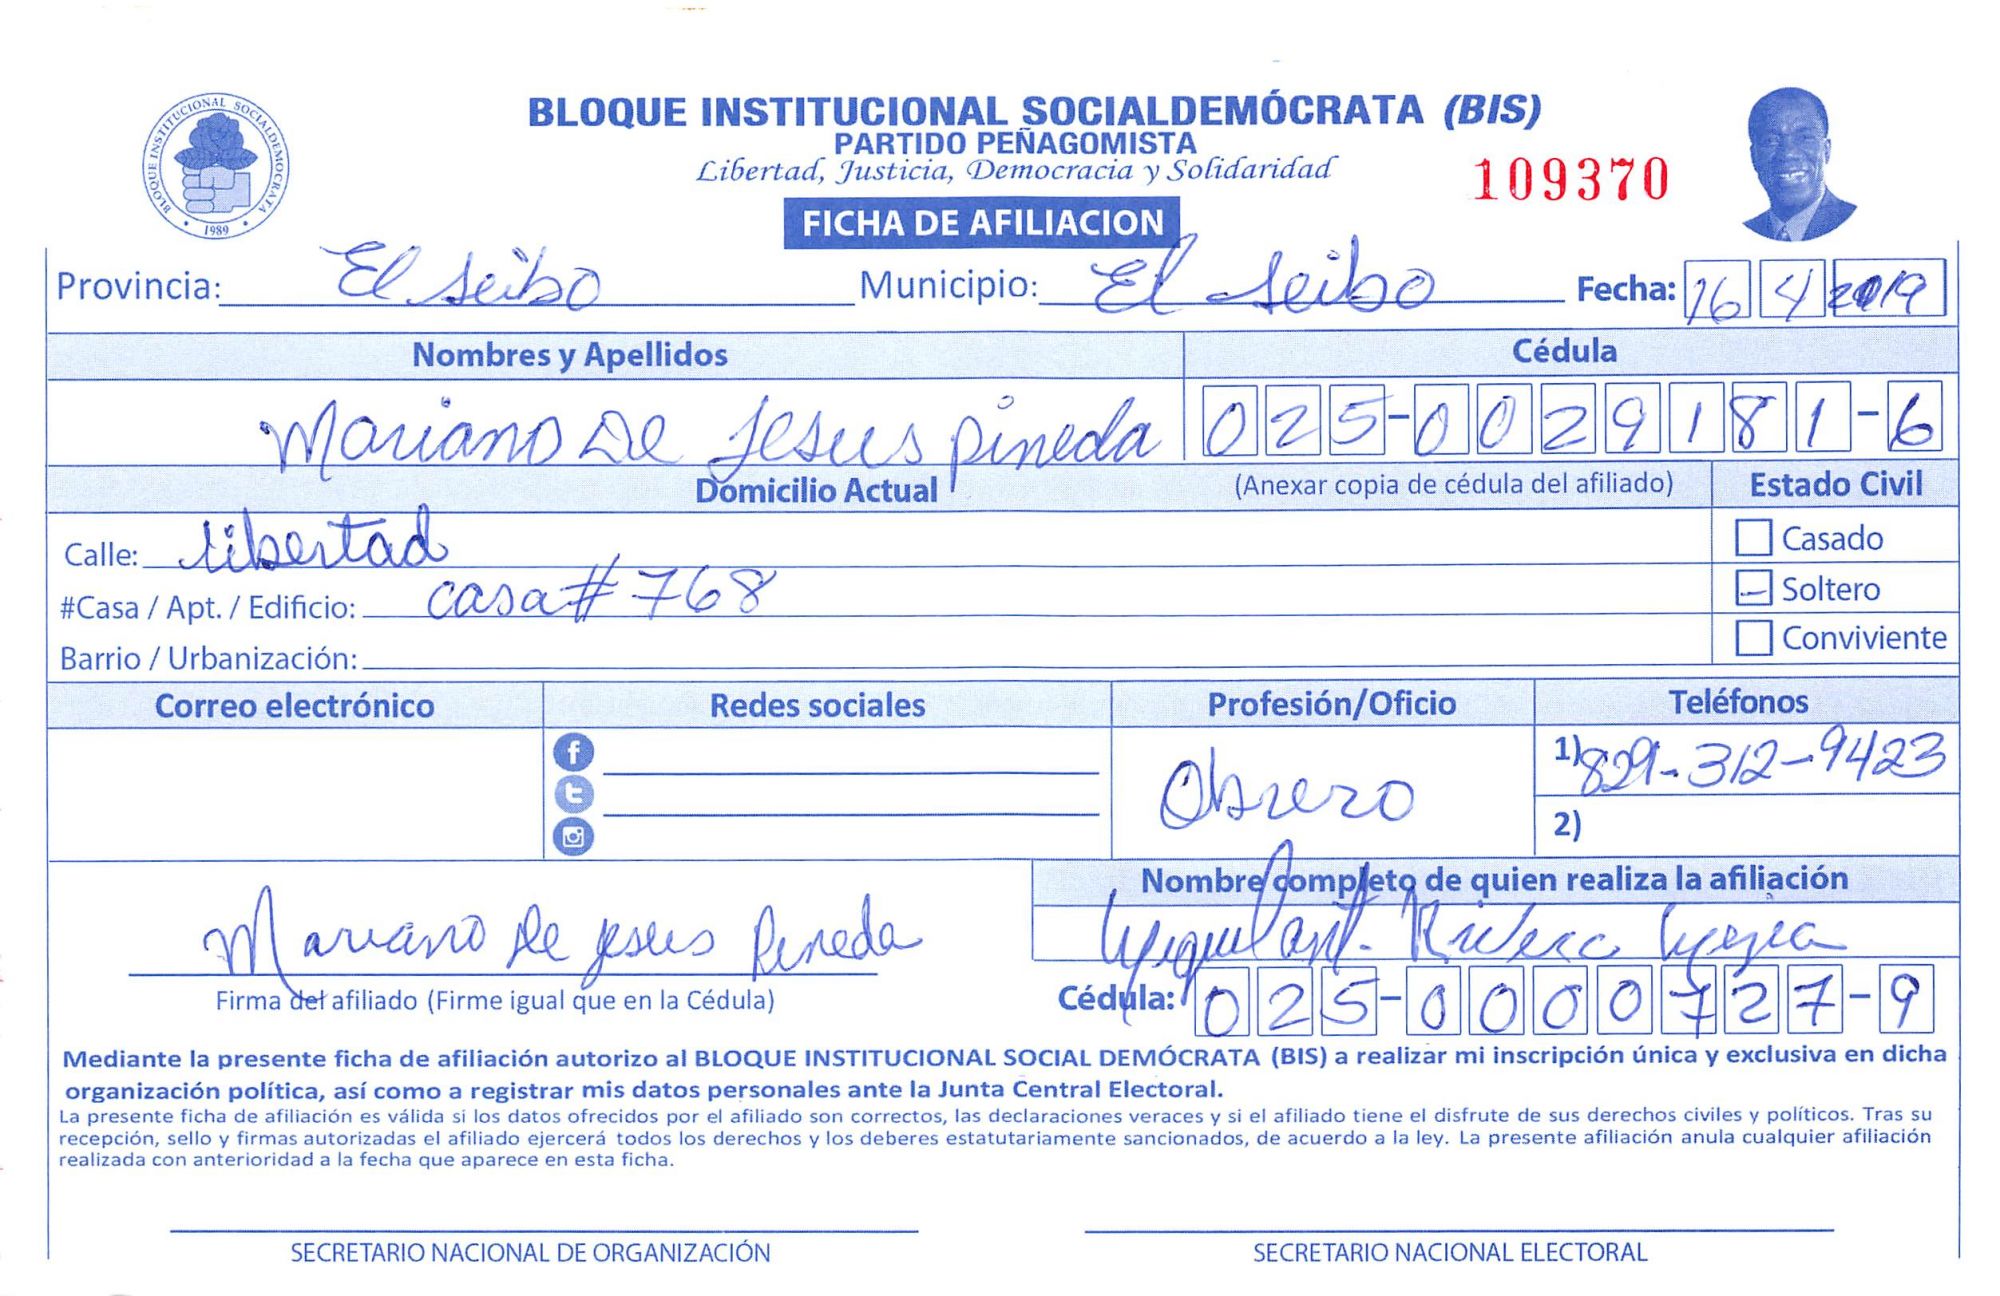 BLOQUE INSTITUCIONAL SOCIALDEMÓCRATA (BIS)
PARTIDO PEÑAGOMISTA
Libertad, Justicia, Democracia y Solidaridad
109370
BLOQUE INSTITUCIONAL SOCIALDEMOCRATA
1989
FICHA DE AFILIACION
Provincia: El seibo Municipio: El seibo Fecha: 16 4 2019
Nombres y Apellidos Cédula
Mariano De Jesus pineda 025-0029181-6
Domicilio Actual (Anexar copia de cédula del afiliado) Estado Civil
Calle: libertad Casado
#Casa / Apt. / Edificio: casa # 768 Soltero
Barrio / Urbanización: Conviviente
Correo electrónico Redes sociales Profesión/Oficio Teléfonos
Obrero 1) 829-312-9423
2)
Nombre completo de quien realiza la afiliación
Mariano De jesus Pineda Miguel Ant. Rivera Mejia
Firma del afiliado (Firme igual que en la Cédula) Cédula: 025-0000727-9
Mediante la presente ficha de afiliación autorizo al BLOQUE INSTITUCIONAL SOCIAL DEMÓCRATA (BIS) a realizar mi inscripción única y exclusiva en dicha
organización política, así como a registrar mis datos personales ante la Junta Central Electoral.
La presente ficha de afiliación es válida si los datos ofrecidos por el afiliado son correctos, las declaraciones veraces y si el afiliado tiene el disfrute de sus derechos civiles y políticos. Tras su
recepción, sello y firmas autorizadas el afiliado ejercerá todos los derechos y los deberes estatutariamente sancionados, de acuerdo a la ley. La presente afiliación anula cualquier afiliación
realizada con anterioridad a la fecha que aparece en esta ficha.
SECRETARIO NACIONAL DE ORGANIZACIÓN SECRETARIO NACIONAL ELECTORAL